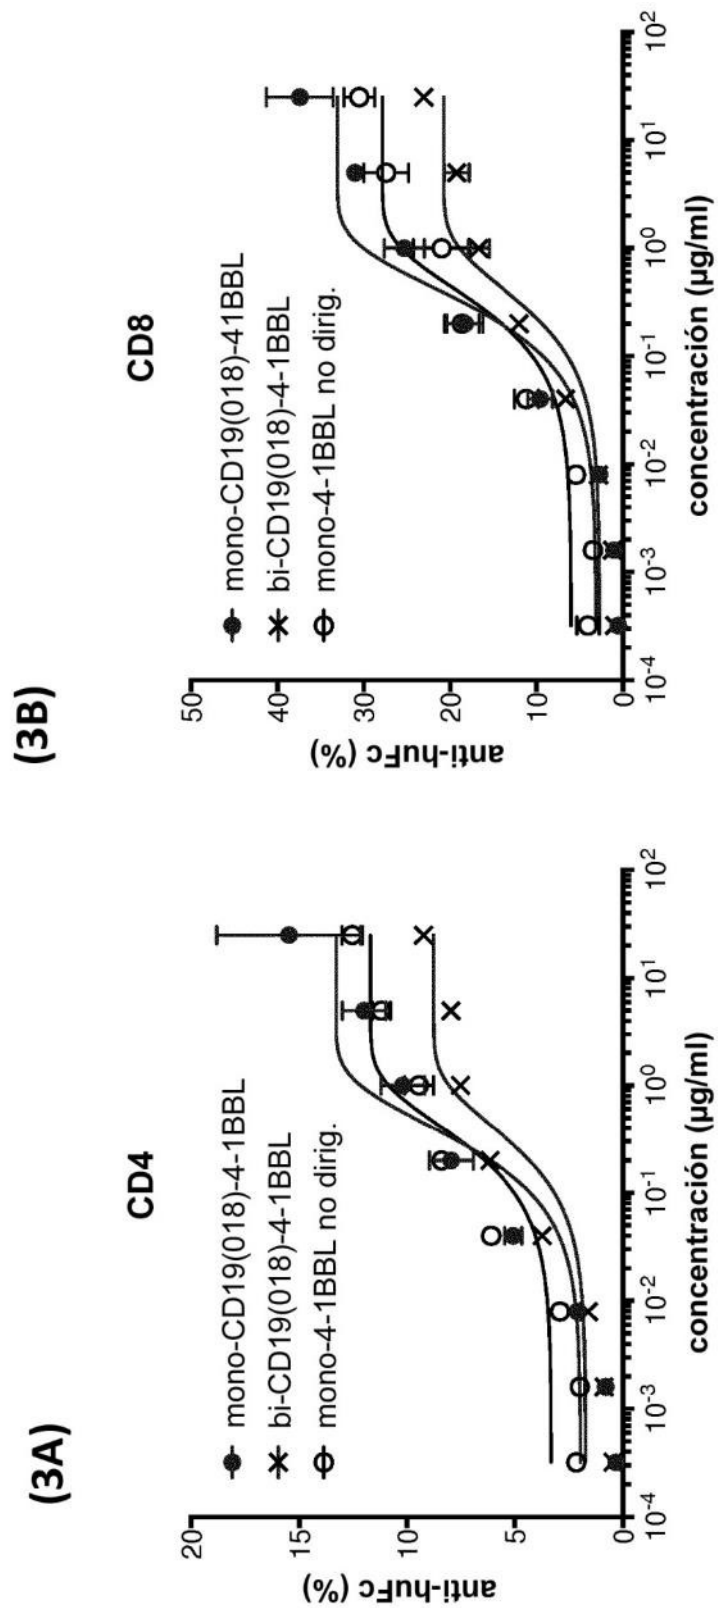 (3A)
CD4
mono-CD19(018)-4-1BBL
bi-CD19(018)-4-1BBL
mono-4-1BBL no dirig.
anti-huFc (%)
20
15
10
5
0
10-4
10-3
10-2
10-1
100
101
102
concentración (µg/ml)
(3B)
CD8
mono-CD19(018)-41BBL
bi-CD19(018)-4-1BBL
mono-4-1BBL no dirig.
anti-huFc (%)
50
40
30
20
10
0
10-4
10-3
10-2
10-1
100
101
102
concentración (µg/ml)